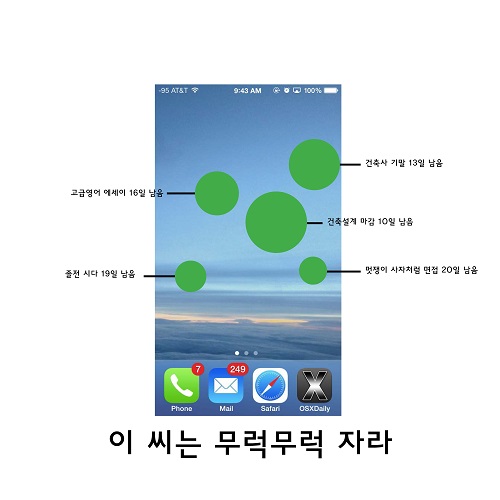 -95 AT&T 9:43 AM 100%
건축사 기말 13일 남음
고급영어 에세이 16일 남음
건축설계 마감 10일 남음
졸전 시다 19일 남음
멋쟁이 사자처럼 면접 20일 남음
7 249
Phone Mail Safari OSXDaily
이 씨는 무럭무럭 자라